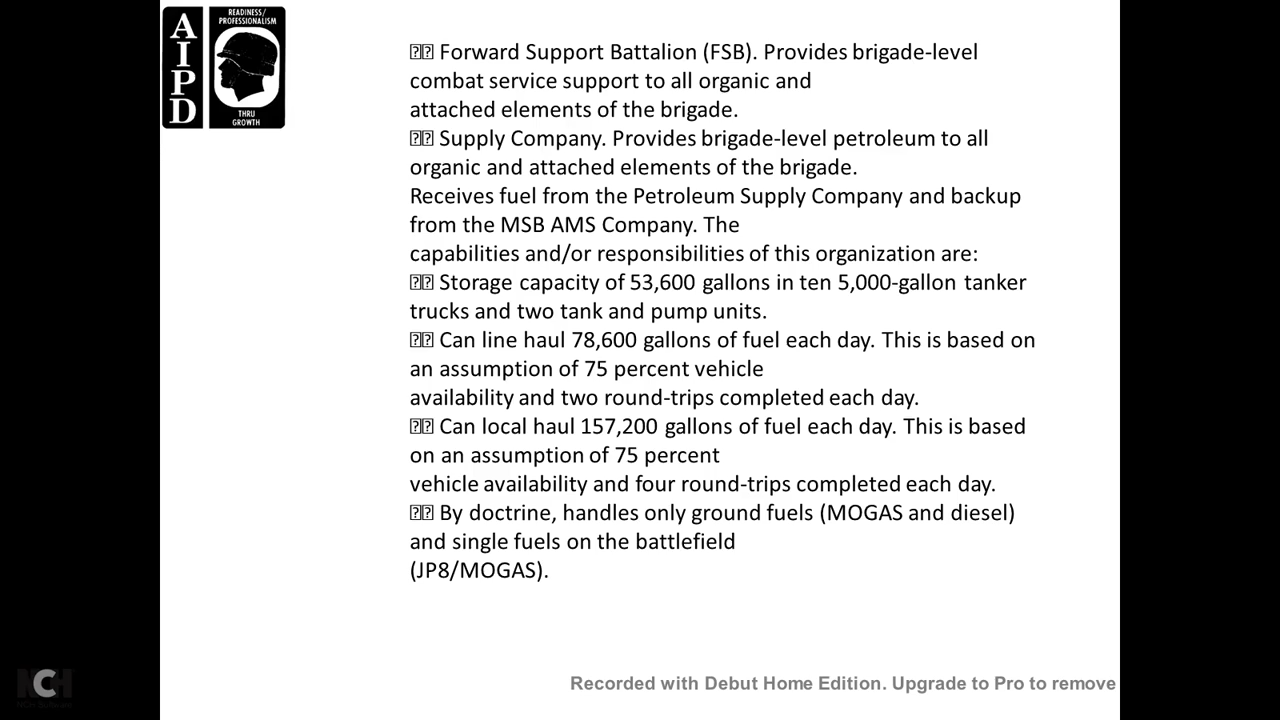 A
I
P
D
READINESS/
PROFESSIONALISM
THRU
GROWTH
Forward Support Battalion (FSB). Provides brigade-level
combat service support to all organic and
attached elements of the brigade.
Supply Company. Provides brigade-level petroleum to all
organic and attached elements of the brigade.
Receives fuel from the Petroleum Supply Company and backup
from the MSB AMS Company. The
capabilities and/or responsibilities of this organization are:
Storage capacity of 53,600 gallons in ten 5,000-gallon tanker
trucks and two tank and pump units.
Can line haul 78,600 gallons of fuel each day. This is based on
an assumption of 75 percent vehicle
availability and two round-trips completed each day.
Can local haul 157,200 gallons of fuel each day. This is based
on an assumption of 75 percent
vehicle availability and four round-trips completed each day.
By doctrine, handles only ground fuels (MOGAS and diesel)
and single fuels on the battlefield
(JP8/MOGAS).
NCH
NCH Software
Recorded with Debut Home Edition. Upgrade to Pro to remove